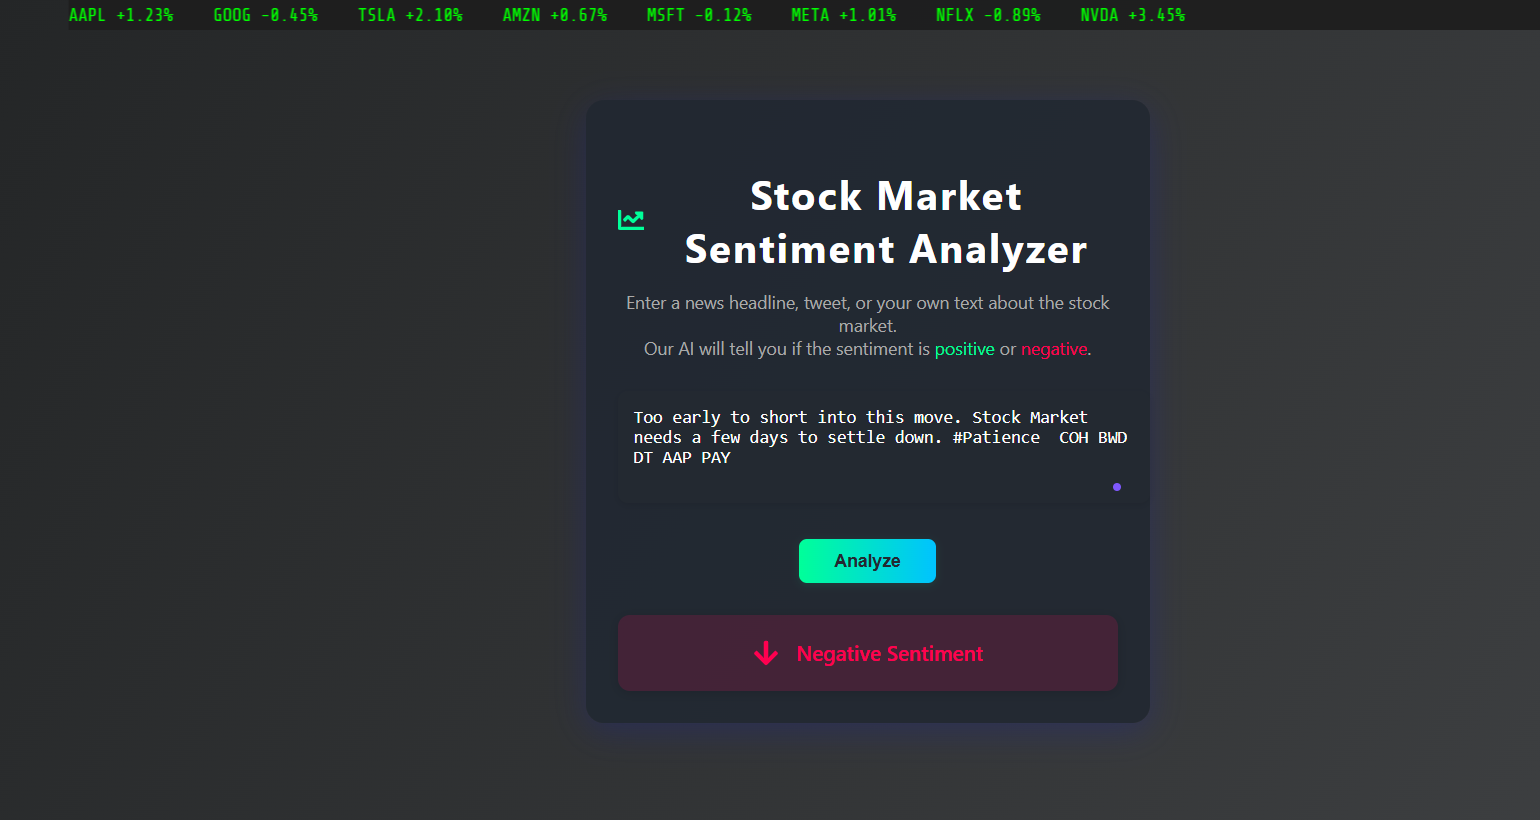 AAPL +1.23% GOOG -0.45% TSLA +2.10% AMZN +0.67% MSFT -0.12% META +1.01% NFLX -0.89% NVDA +3.45%
Stock Market
Sentiment Analyzer
Enter a news headline, tweet, or your own text about the stock
market.
Our AI will tell you if the sentiment is positive or negative.
Too early to short into this move. Stock Market
needs a few days to settle down. #Patience  COH BWD
DT AAP PAY
Analyze
Negative Sentiment